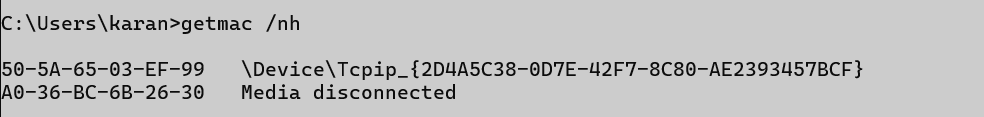 C:\Users\karan>getmac /nh
50-5A-65-03-EF-99   \Device\Tcpip_{2D4A5C38-0D7E-42F7-8C80-AE2393457BCF}
A0-36-BC-6B-26-30   Media disconnected